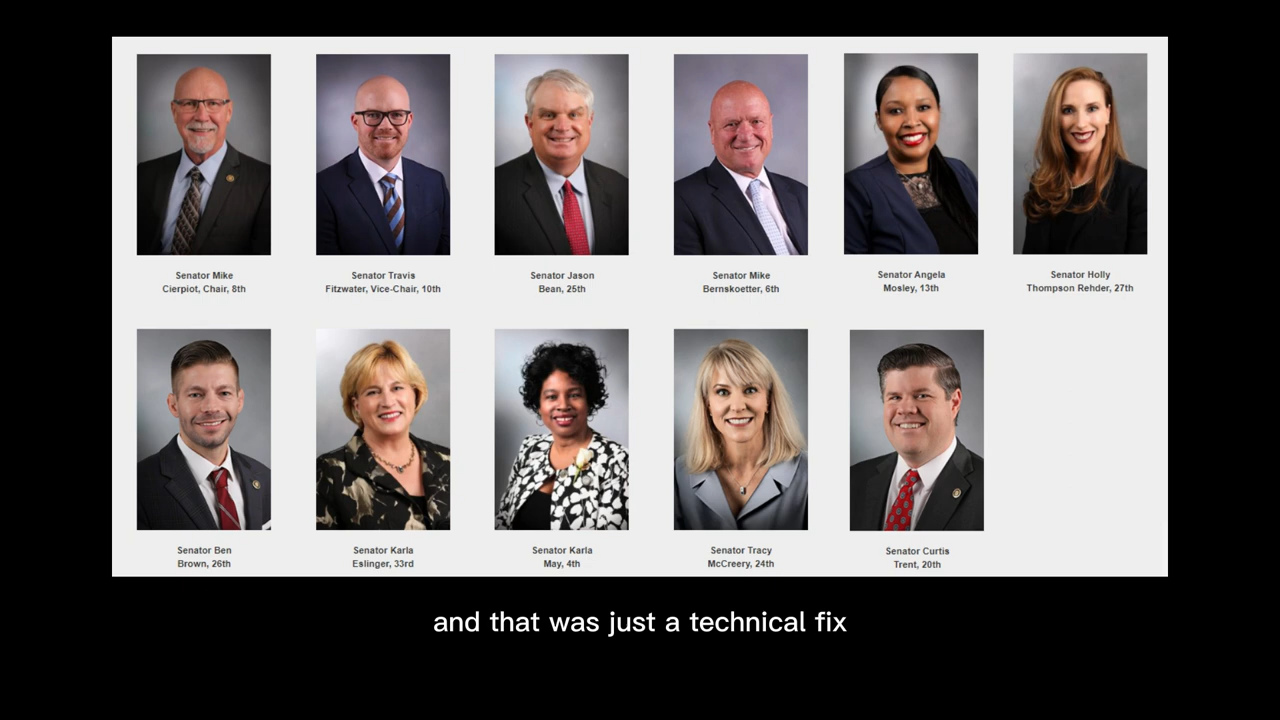 Senator Mike
Cierpiot, Chair, 8th
Senator Travis
Fitzwater, Vice-Chair, 10th
Senator Jason
Bean, 25th
Senator Mike
Bernskoetter, 6th
Senator Angela
Mosley, 13th
Senator Holly
Thompson Rehder, 27th
Senator Ben
Brown, 26th
Senator Karla
Eslinger, 33rd
Senator Karla
May, 4th
Senator Tracy
McCreery, 24th
Senator Curtis
Trent, 20th
and that was just a technical fix